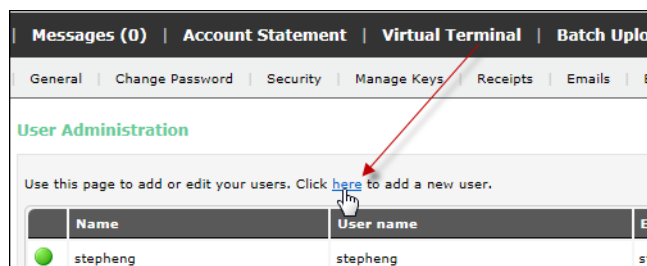 | Messages (0) | Account Statement | Virtual Terminal | Batch Uplo
General | Change Password | Security | Manage Keys | Receipts | Emails |
User Administration
Use this page to add or edit your users. Click here to add a new user.
Name User name E
stepheng stepheng s